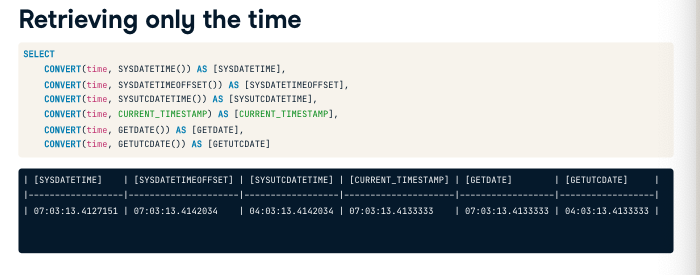 Retrieving only the time
SELECT
CONVERT(time, SYSDATETIME()) AS [SYSDATETIME],
CONVERT(time, SYSDATETIMEOFFSET()) AS [SYSDATETIMEOFFSET],
CONVERT(time, SYSUTCDATETIME()) AS [SYSUTCDATETIME],
CONVERT(time, CURRENT_TIMESTAMP) AS [CURRENT_TIMESTAMP],
CONVERT(time, GETDATE()) AS [GETDATE],
CONVERT(time, GETUTCDATE()) AS [GETUTCDATE]
| [SYSDATETIME] | [SYSDATETIMEOFFSET] | [SYSUTCDATETIME] | [CURRENT_TIMESTAMP] | [GETDATE] | [GETUTCDATE] |
|------------------|--------------------|------------------|---------------------|------------------|------------------|
| 07:03:13.4127151 | 07:03:13.4142034 | 04:03:13.4142034 | 07:03:13.4133333 | 07:03:13.4133333 | 04:03:13.4133333 |